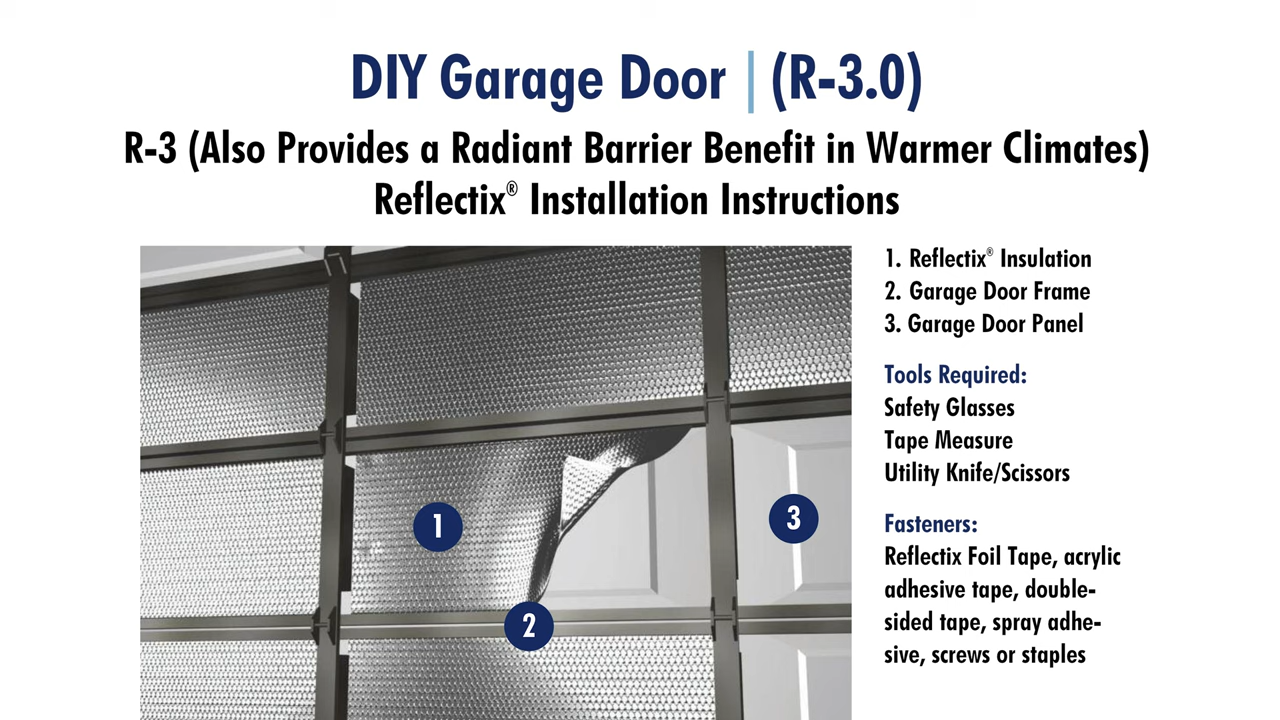 DIY Garage Door | (R-3.0)
R-3 (Also Provides a Radiant Barrier Benefit in Warmer Climates)
Reflectix® Installation Instructions
1. Reflectix® Insulation
2. Garage Door Frame
3. Garage Door Panel
Tools Required:
Safety Glasses
Tape Measure
Utility Knife/Scissors
Fasteners:
Reflectix Foil Tape, acrylic
adhesive tape, double-
sided tape, spray adhe-
sive, screws or staples
1
3
2